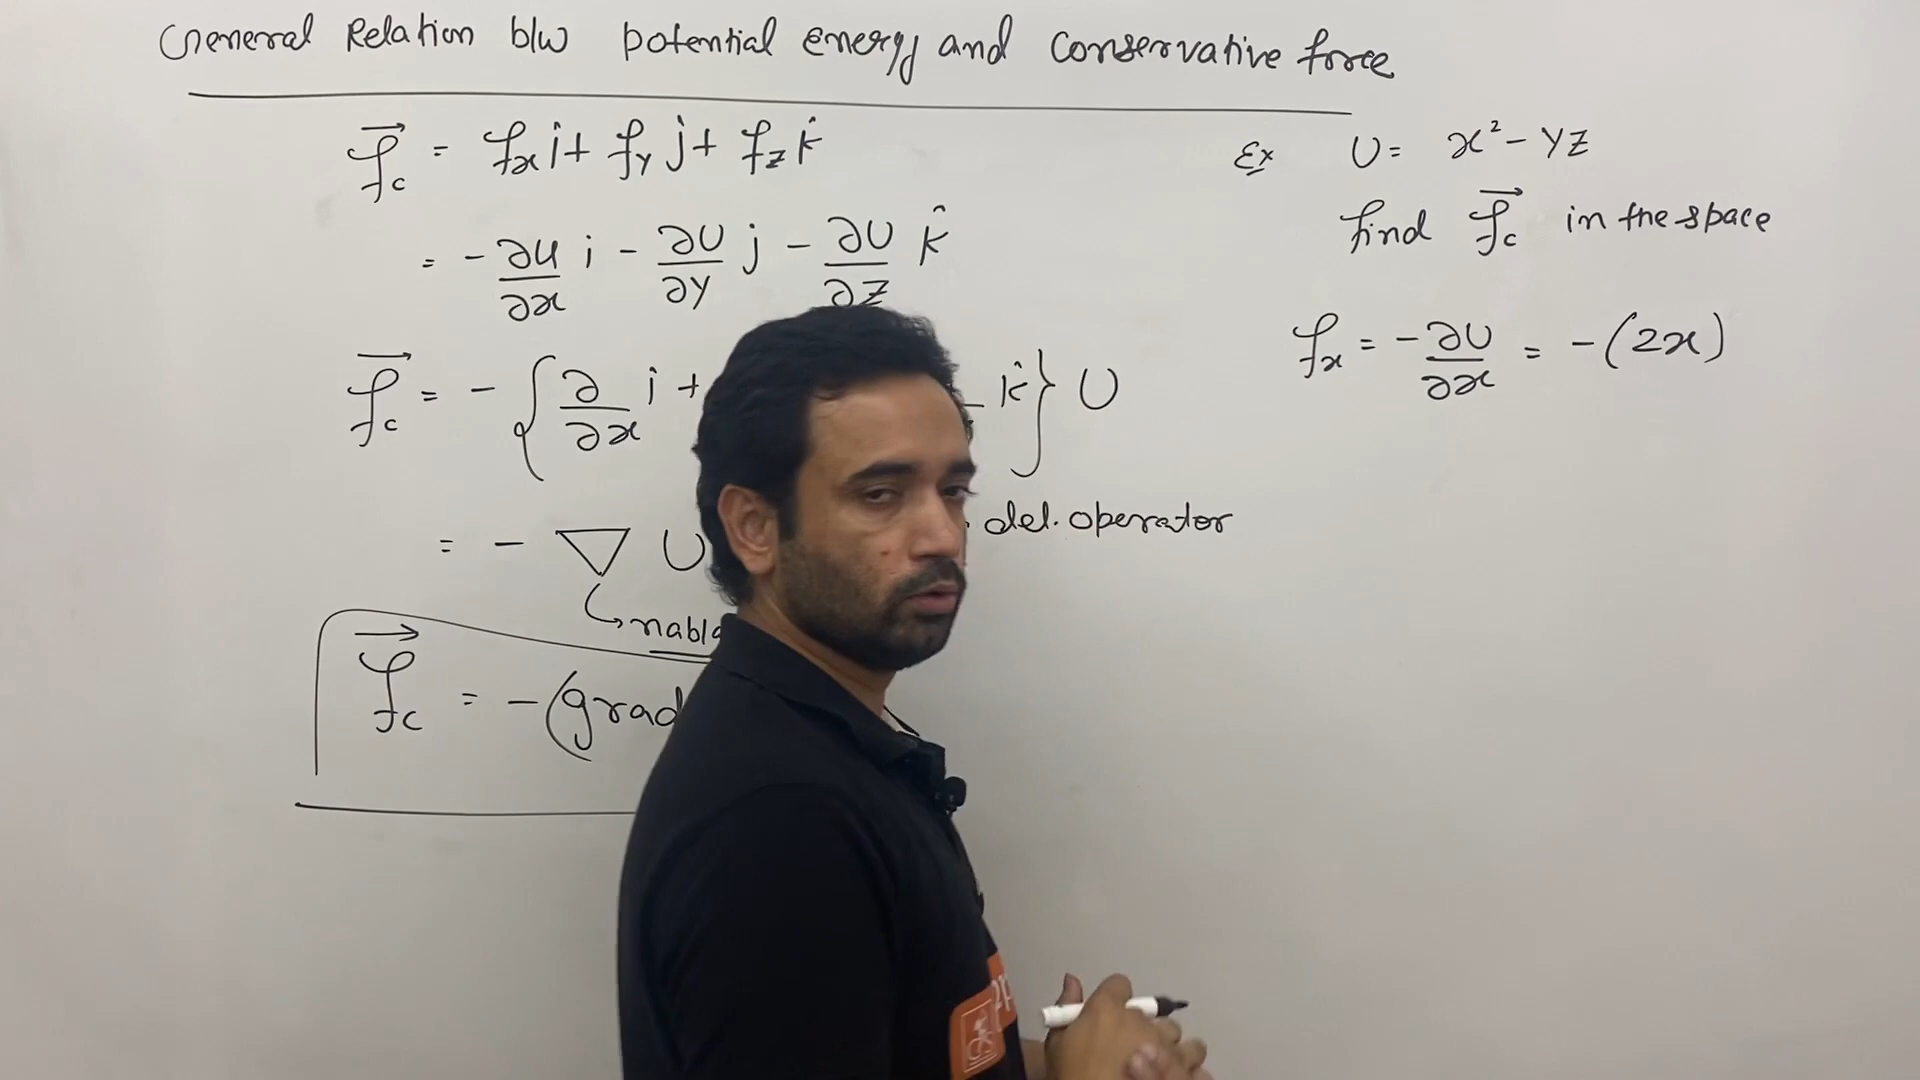 General Relation b/w potential energy and conservative force
f⃗c = fx i + fy j + fz k̂
= - ∂U/∂x i - ∂U/∂y j - ∂U/∂z k̂
f⃗c = - { ∂/∂x i + k̂ } U
= - ▽ U
del. operator
nabla
f⃗c = -(grad
Ex U = x² - yz
find f⃗c in the space
fx = - ∂U/∂x = -(2x)